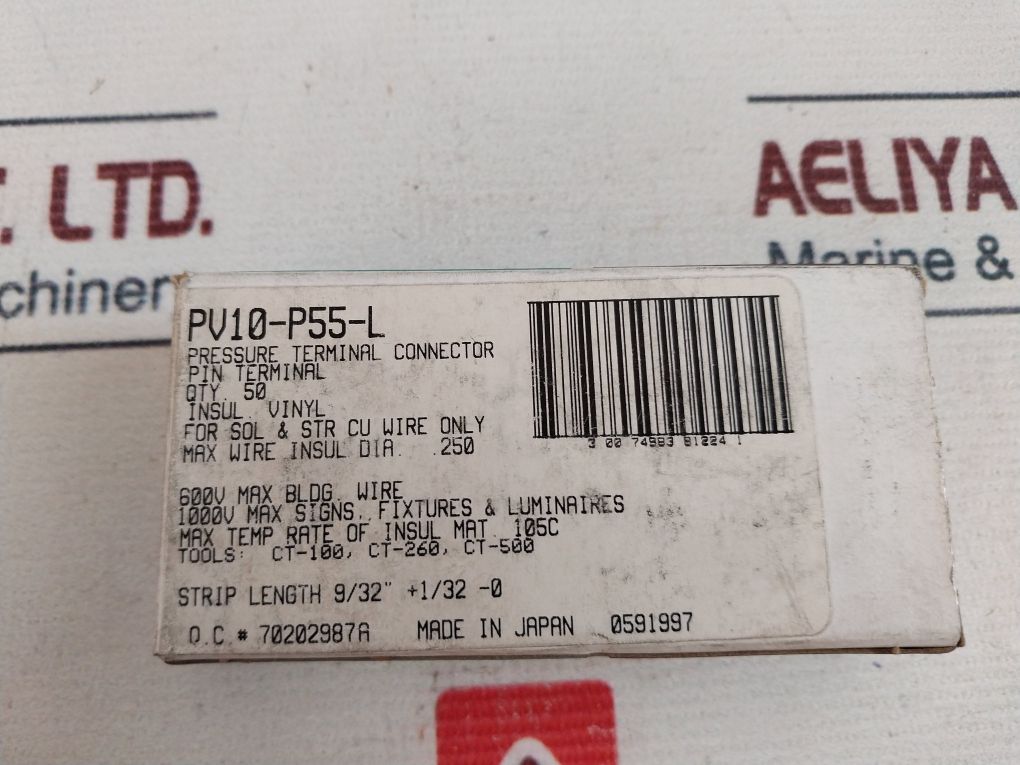 . LTD.
AELIYA
chiner
Marine &
PV10-P55-L
PRESSURE TERMINAL CONNECTOR
PIN TERMINAL
QTY. 50
INSUL. VINYL
FOR SOL & STR CU WIRE ONLY
MAX WIRE INSUL DIA. .250
3 00 74983 81224 1
600V MAX BLDG. WIRE
1000V MAX SIGNS, FIXTURES & LUMINAIRES
MAX TEMP RATE OF INSUL MAT. 105C
TOOLS: CT-100, CT-260, CT-500
STRIP LENGTH 9/32" +1/32 -0
Q.C.# 70202987A MADE IN JAPAN 0591997